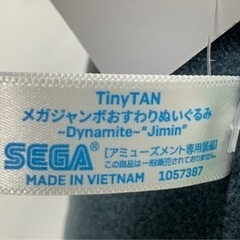 TinyTAN
メガジャンボおすわりぬいぐるみ
~Dynamite~“Jimin”
SEGA [アミューズメント専用景品]
この商品は一般販売されておりません。
MADE IN VIETNAM 1057387